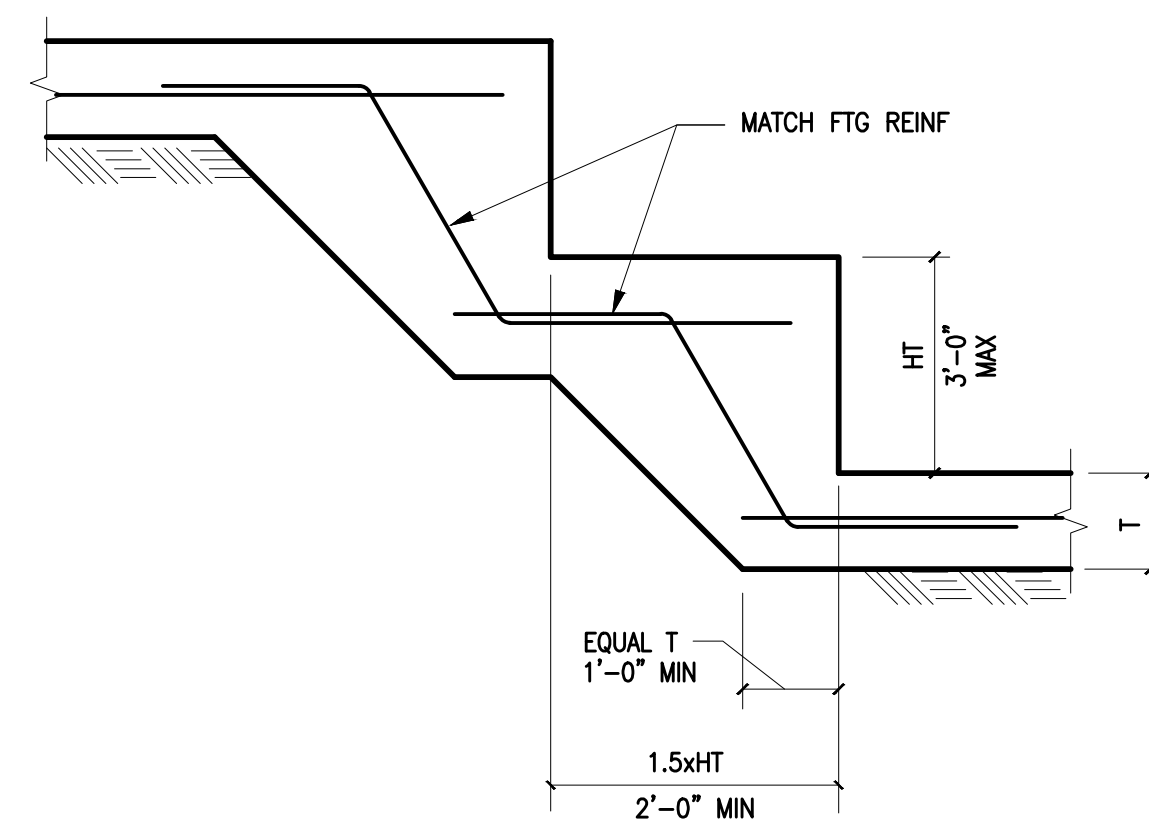 MATCH FTG REINF
HT
3'-0"
MAX
T
EQUAL T
1'-0" MIN
1.5xHT
2'-0" MIN